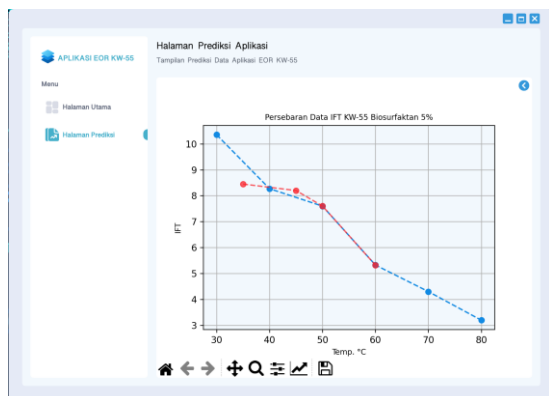 APLIKASI EOR KW-55
Menu
Halaman Utama
Halaman Prediksi
Halaman Prediksi Aplikasi
Tampilan Prediksi Data Aplikasi EOR KW-55
Persebaran Data IFT KW-55 Biosurfaktan 5%
10
9
8
7
6
5
4
3
IFT
30 40 50 60 70 80
Temp. °C